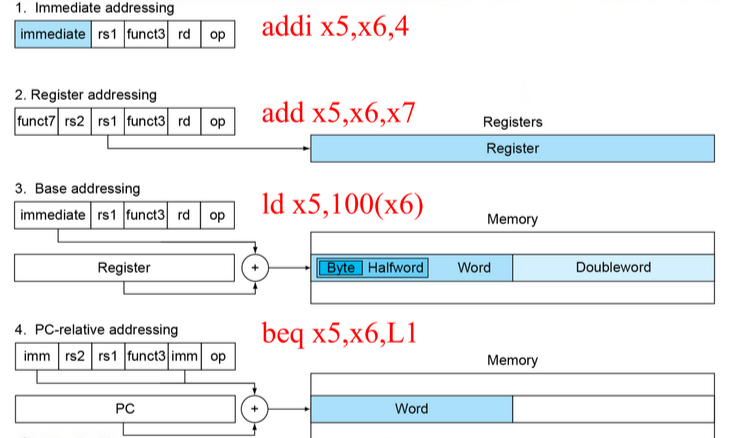 1. Immediate addressing
immediate rs1 funct3 rd op
addi x5,x6,4
2. Register addressing
funct7 rs2 rs1 funct3 rd op
add x5,x6,x7
Registers
Register
3. Base addressing
immediate rs1 funct3 rd op
ld x5,100(x6)
Memory
Register
+
Byte Halfword Word Doubleword
4. PC-relative addressing
imm rs2 rs1 funct3 imm op
beq x5,x6,L1
Memory
PC
+
Word